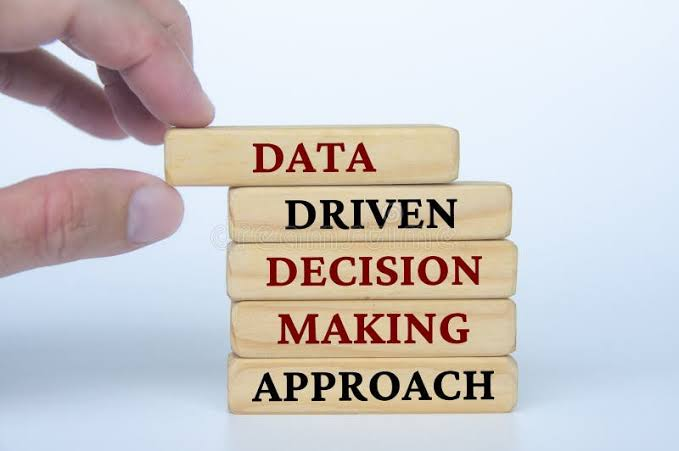 DATA
DRIVEN
DECISION
MAKING
APPROACH